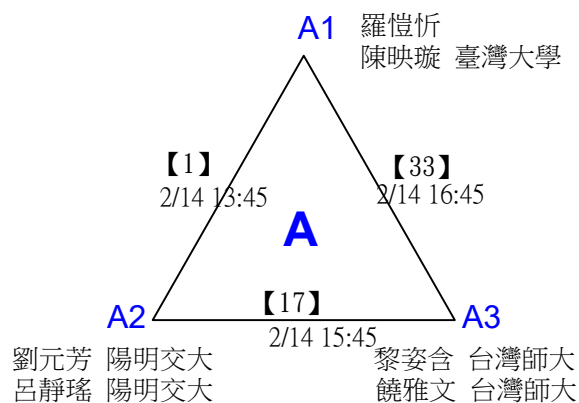 A1 羅愷忻
陳映璇 臺灣大學
【1】
2/14 13:45
【33】
2/14 16:45
A
A2
【17】
2/14 15:45
A3
劉元芳 陽明交大
呂靜瑤 陽明交大
黎姿含 台灣師大
饒雅文 台灣師大